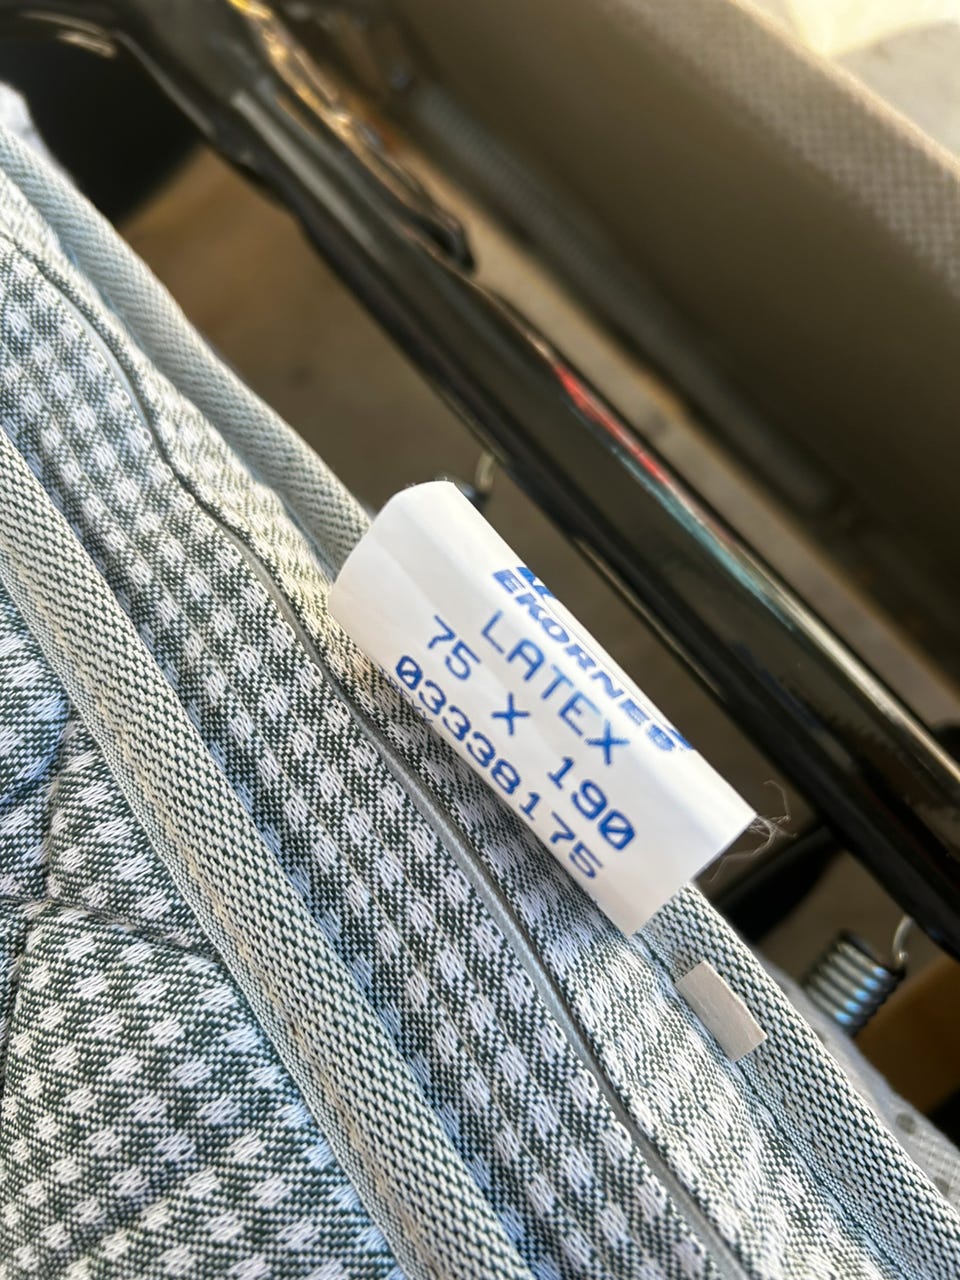 EKORNES
LATEX
75 X 190
03338175